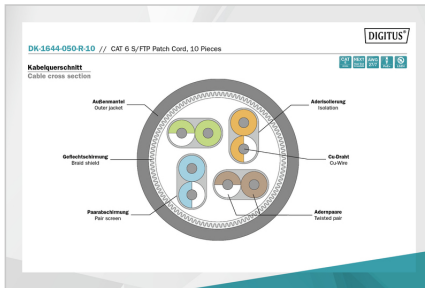 DIGITUS
DK-1644-050-R-10 // CAT 6 S/FTP Patch Cord, 10 Pieces
Kabelquerschnitt
Cable cross section
Außenmantel
Outer jacket
Aderisolierung
Isolation
Geflechtschirmung
Braid shield
Cu-Draht
Cu-Wire
Paarabschirmung
Pair screen
Adernpaare
Twisted pair